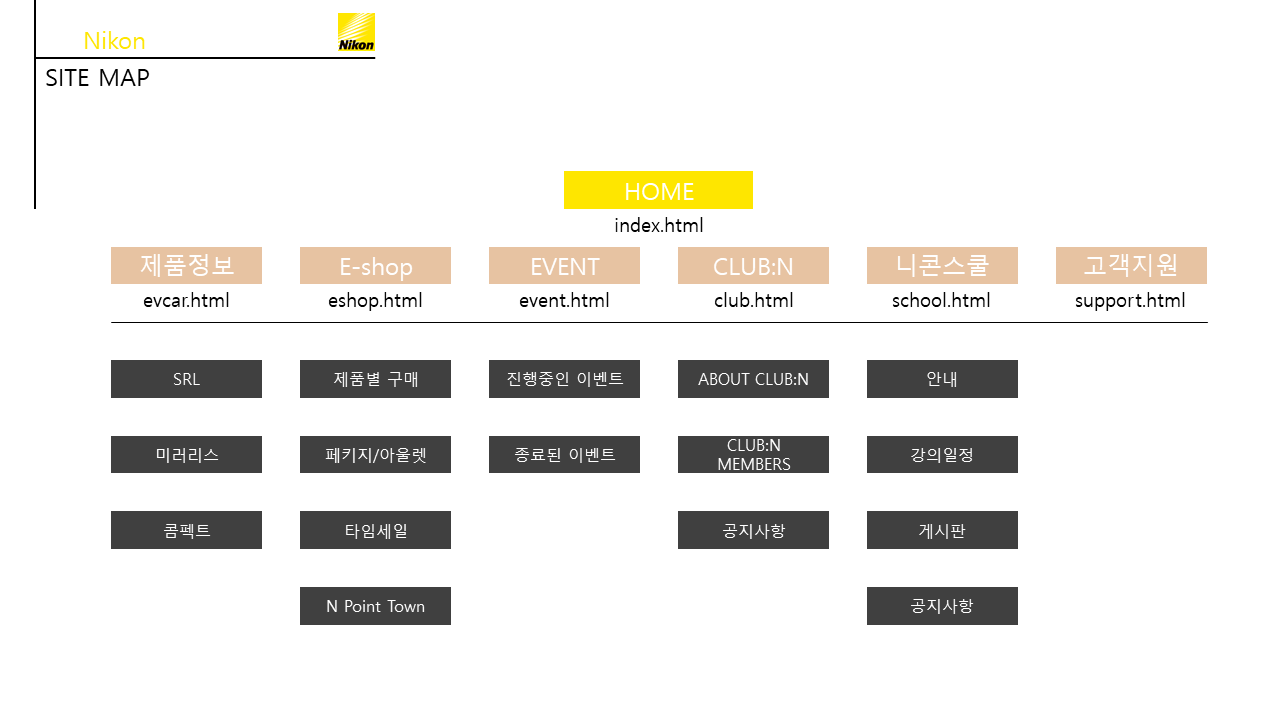 Nikon
Nikon
SITE MAP
HOME
index.html
제품정보
E-shop
EVENT
CLUB:N
니콘스쿨
고객지원
evcar.html
eshop.html
event.html
club.html
school.html
support.html
SRL
제품별 구매
진행중인 이벤트
ABOUT CLUB:N
안내
미러리스
페키지/아울렛
종료된 이벤트
CLUB:N
MEMBERS
강의일정
콤펙트
타임세일
공지사항
게시판
N Point Town
공지사항